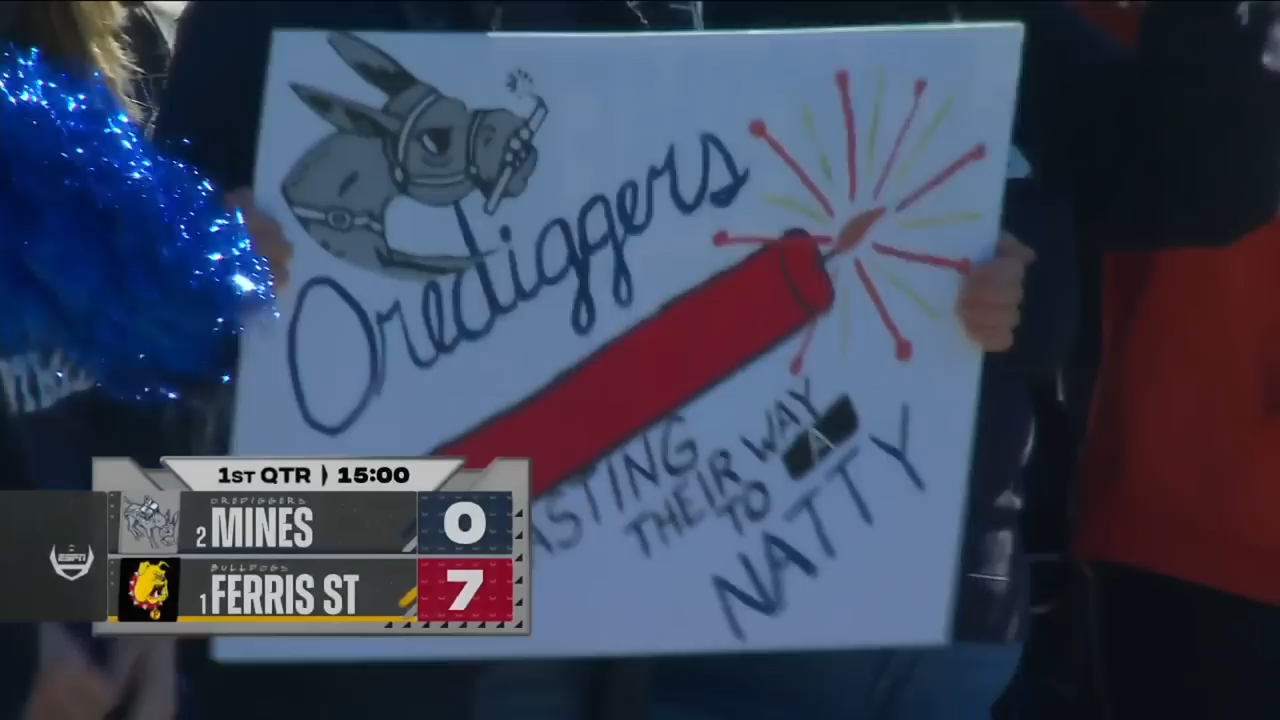 Orediggers
ASTING
THEIR WAY
TO A
NATTY
1ST QTR 15:00
OREDIGGERS
2 MINES 0
BULLDOGS
1 FERRIS ST 7
ESPN